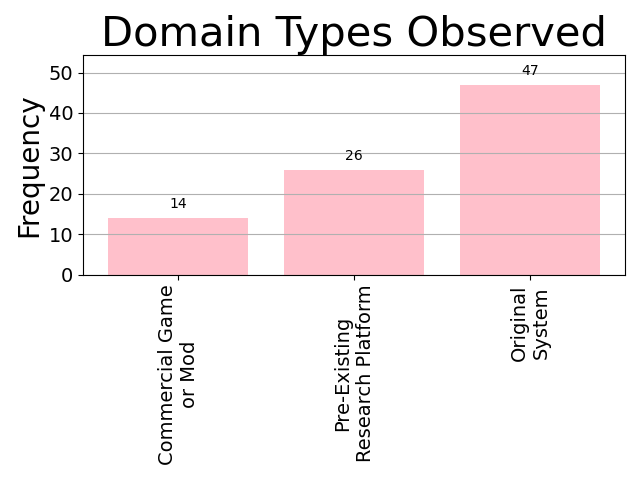 Domain Types Observed
Frequency
50
40
30
20
10
0
14
26
47
Commercial Game
or Mod
Pre-Existing
Research Platform
Original
System